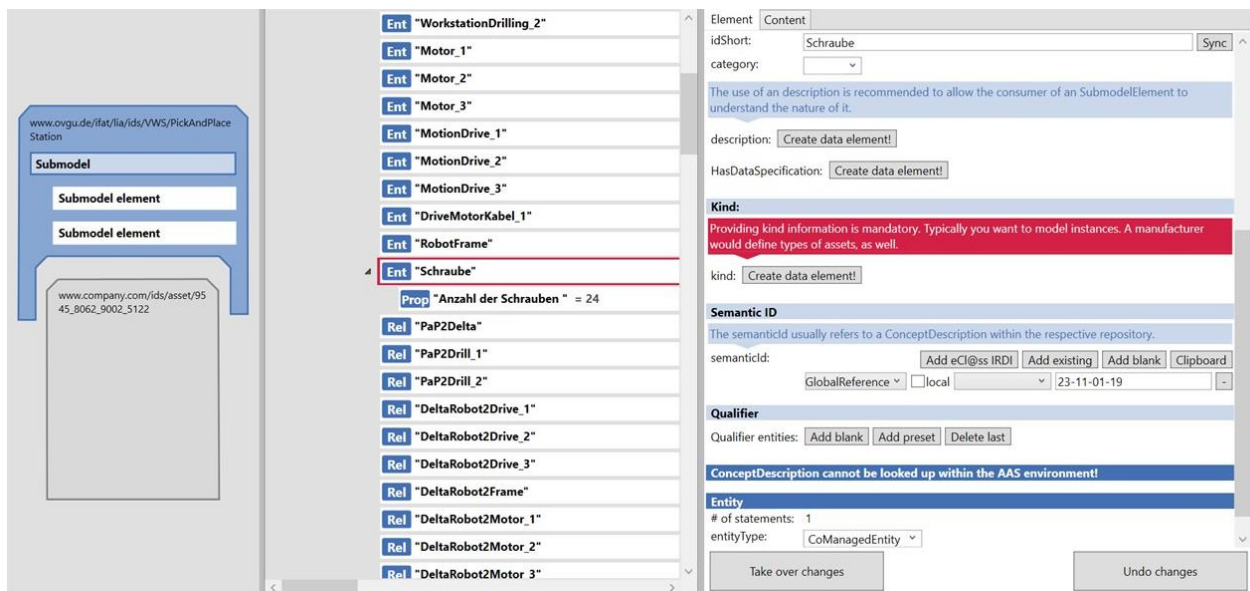 www.ovgu.de/ifat/lia/ids/VWS/PickAndPlace
Station
Submodel
Submodel element
Submodel element
www.company.com/ids/asset/95
45_8062_9002_5122
Ent "WorkstationDrilling_2"
Ent "Motor_1"
Ent "Motor_2"
Ent "Motor_3"
Ent "MotionDrive_1"
Ent "MotionDrive_2"
Ent "MotionDrive_3"
Ent "DriveMotorKabel_1"
Ent "RobotFrame"
Ent "Schraube"
Prop "Anzahl der Schrauben " = 24
Rel "PaP2Delta"
Rel "PaP2Drill_1"
Rel "PaP2Drill_2"
Rel "DeltaRobot2Drive_1"
Rel "DeltaRobot2Drive_2"
Rel "DeltaRobot2Drive_3"
Rel "DeltaRobot2Frame"
Rel "DeltaRobot2Motor_1"
Rel "DeltaRobot2Motor_2"
Rel "DeltaRobot2Motor_3"
Element Content
idShort: Schraube Sync
category:
The use of an description is recommended to allow the consumer of an SubmodelElement to
understand the nature of it.
description: Create data element!
HasDataSpecification: Create data element!
Kind:
Providing kind information is mandatory. Typically you want to model instances. A manufacturer
would define types of assets, as well.
kind: Create data element!
Semantic ID
The semanticId usually refers to a ConceptDescription within the respective repository.
semanticId: Add eCl@ss IRDI Add existing Add blank Clipboard
GlobalReference local 23-11-01-19 -
Qualifier
Qualifier entities: Add blank Add preset Delete last
ConceptDescription cannot be looked up within the AAS environment!
Entity
# of statements: 1
entityType: CoManagedEntity
Take over changes Undo changes